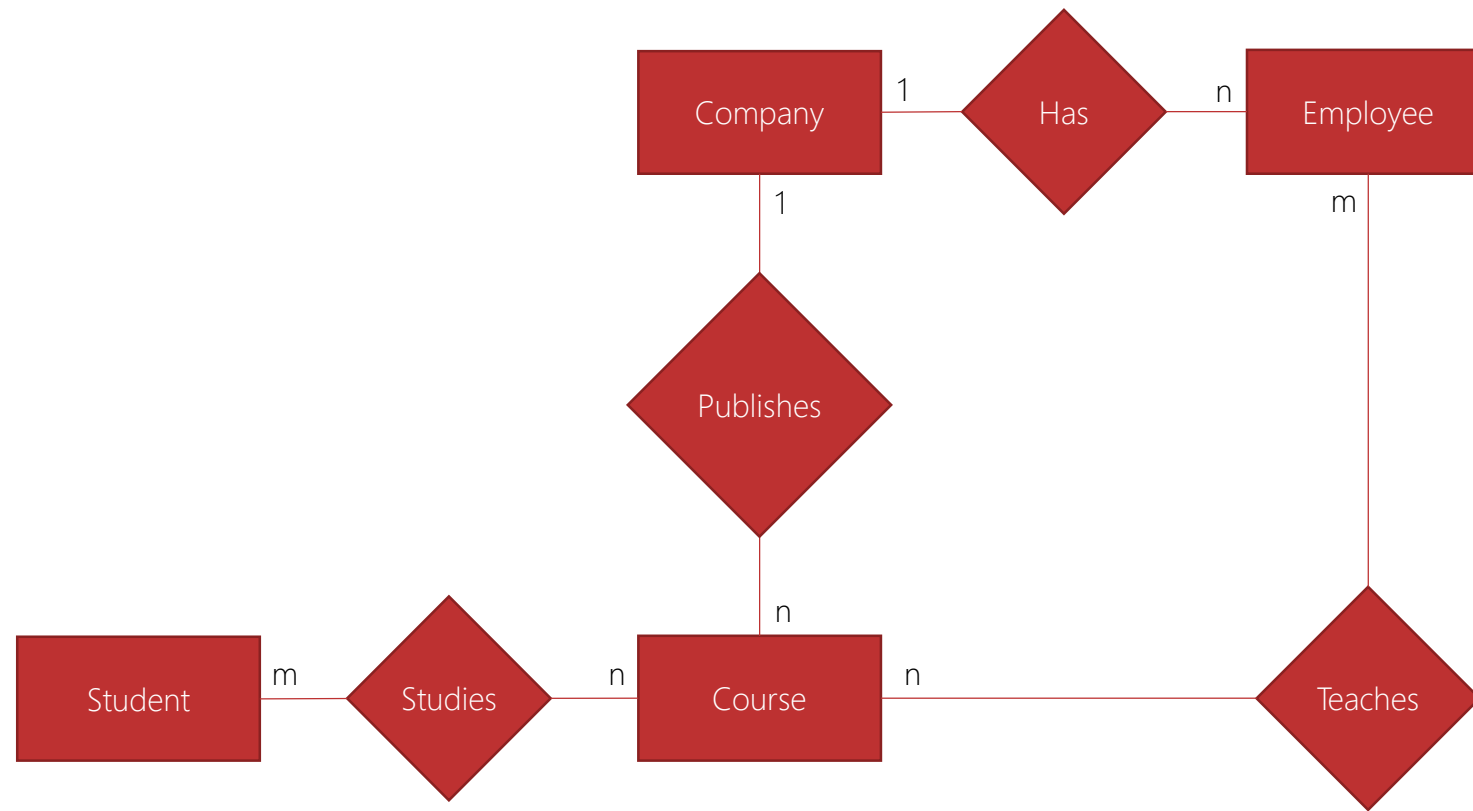 Company
1
Has
n
Employee
1
m
Publishes
n
Student
m
Studies
n
Course
n
Teaches